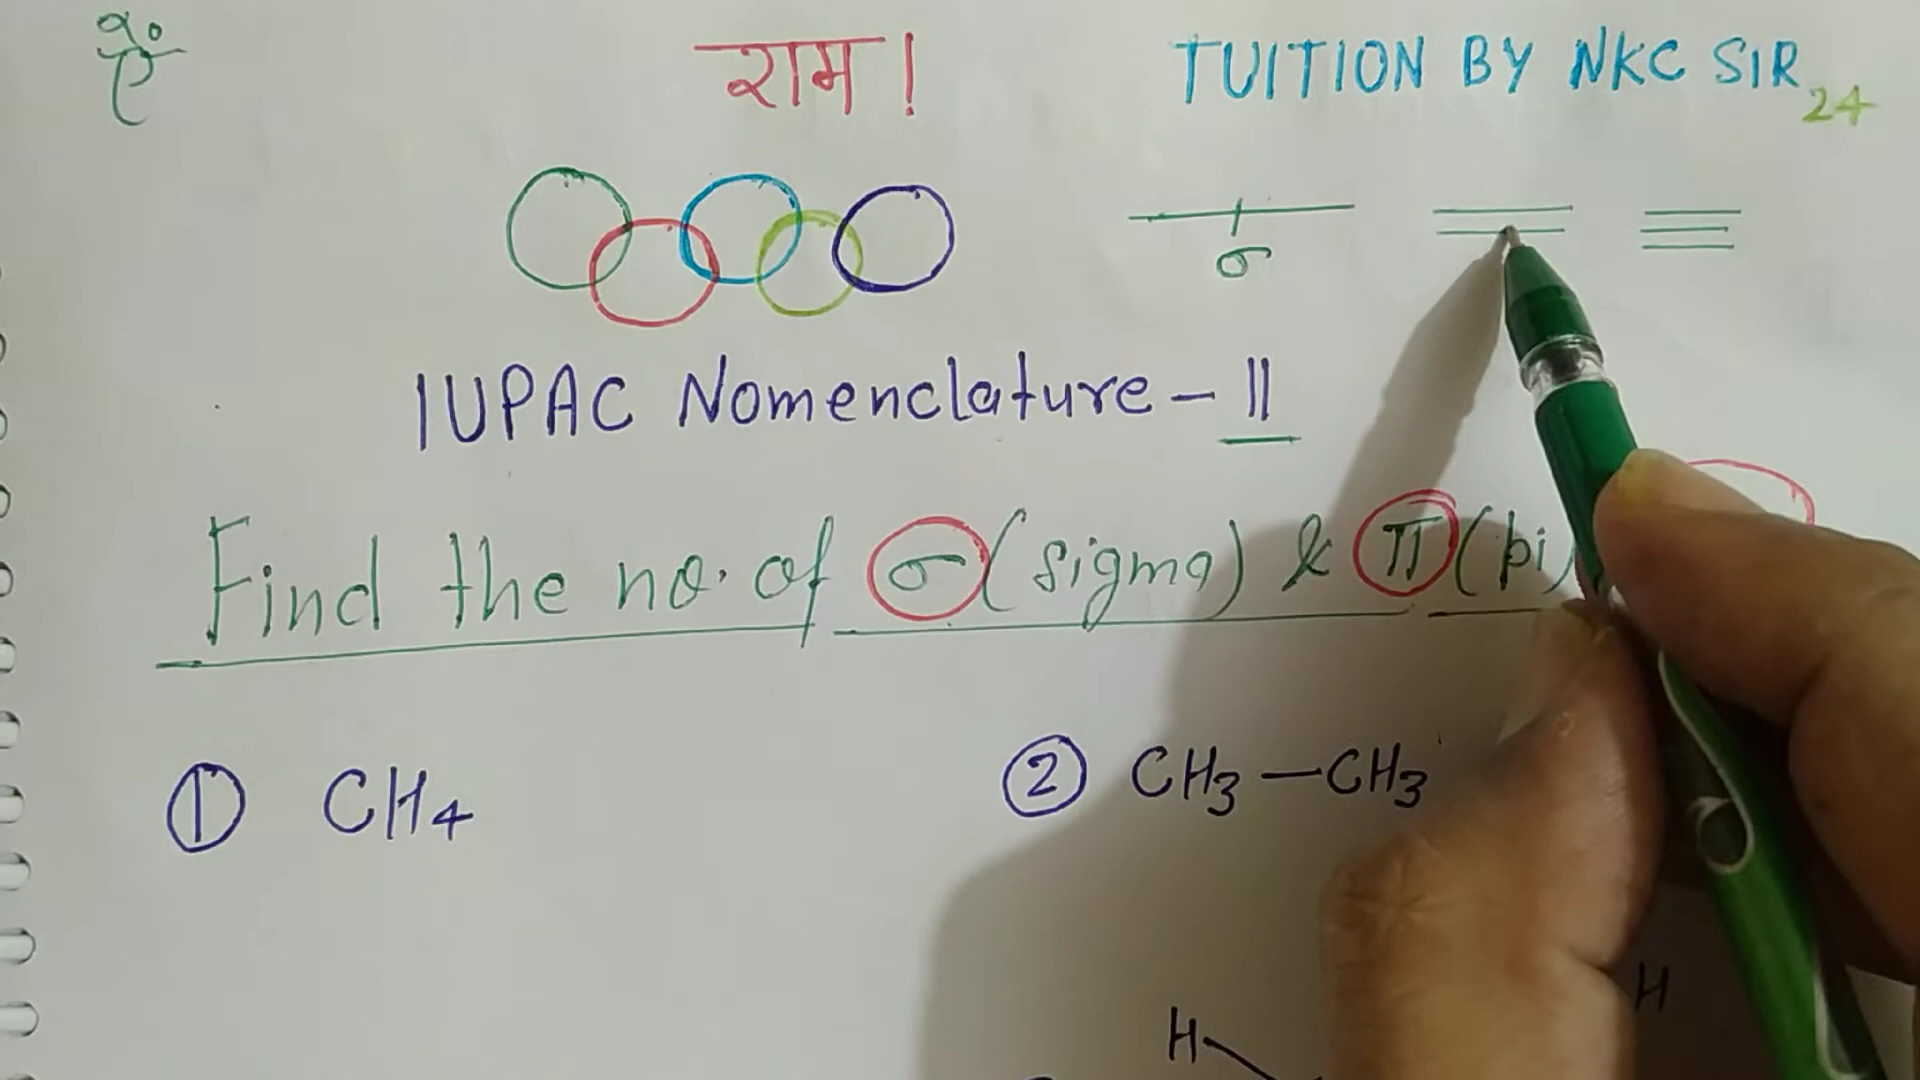 राम !
TUITION BY NKC SIR 24
σ
IUPAC Nomenclature - II
Find the no. of σ (sigma) & π (pi)
① CH4
② CH3 — CH3
H
H